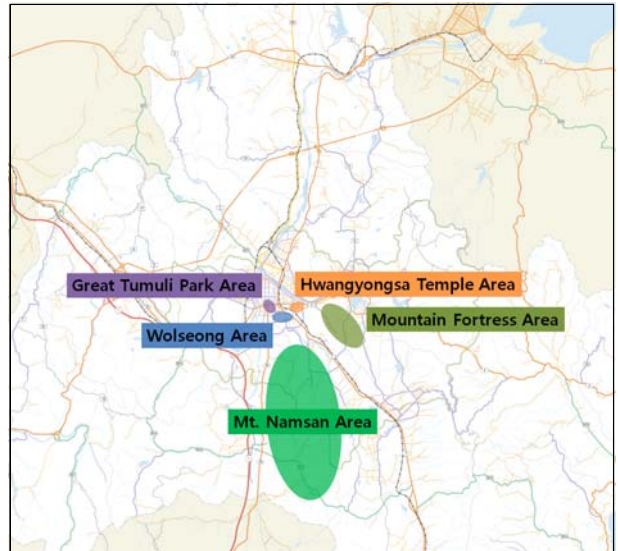 Great Tumuli Park Area
Hwangyongsa Temple Area
Mountain Fortress Area
Wolseong Area
Mt. Namsan Area